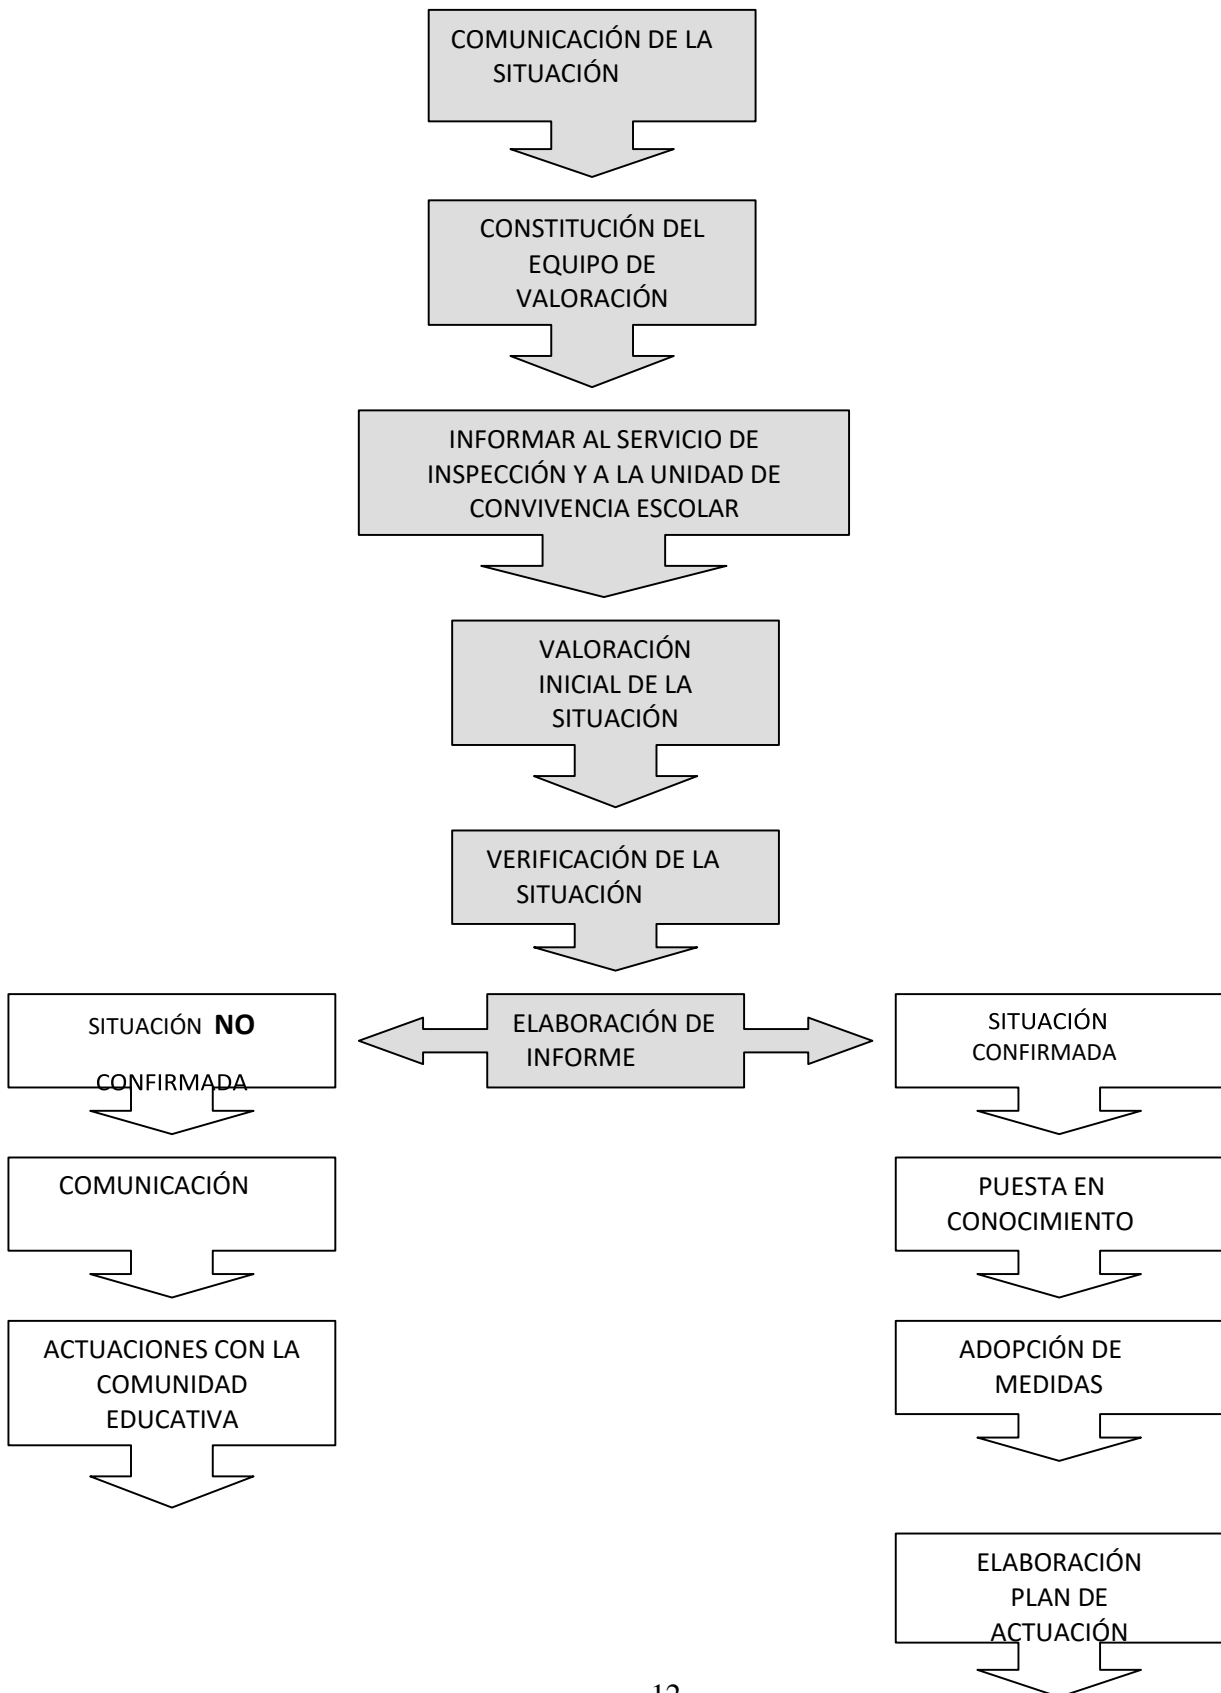 COMUNICACIÓN DE LA
SITUACIÓN
CONSTITUCIÓN DEL
EQUIPO DE
VALORACIÓN
INFORMAR AL SERVICIO DE
INSPECCIÓN Y A LA UNIDAD DE
CONVIVENCIA ESCOLAR
VALORACIÓN
INICIAL DE LA
SITUACIÓN
VERIFICACIÓN DE LA
SITUACIÓN
SITUACIÓN NO
CONFIRMADA
ELABORACIÓN DE
INFORME
SITUACIÓN
CONFIRMADA
COMUNICACIÓN
PUESTA EN
CONOCIMIENTO
ACTUACIONES CON LA
COMUNIDAD
EDUCATIVA
ADOPCIÓN DE
MEDIDAS
ELABORACIÓN
PLAN DE
ACTUACIÓN
12